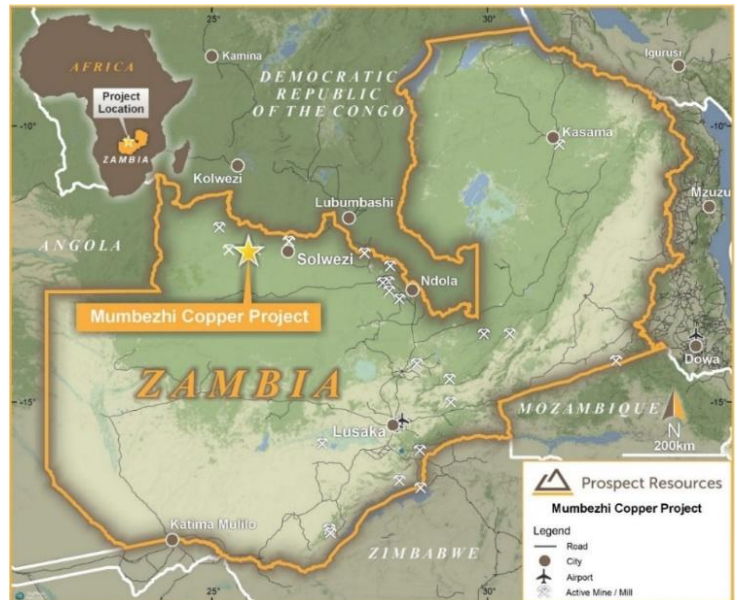 25°
30°
Kamina
Igurusi
AFRICA
DEMOCRATIC
REPUBLIC
OF THE CONGO
Project
Location
-10°
-10°
Kasama
ZAMBIA
Kolwezi
Mzuzu
Lubumbashi
ANGOLA
Solwezi
Ndola
Mumbezhi Copper Project
Dowa
ZAMBIA
-15°
MOZAMBIQUE
-15°
N
Lusaka
200km
Prospect Resources
Mumbezhi Copper Project
Katima Mulilo
Legend
Road
ZIMBABWE
City
Airport
25°
30°
Active Mine / Mill